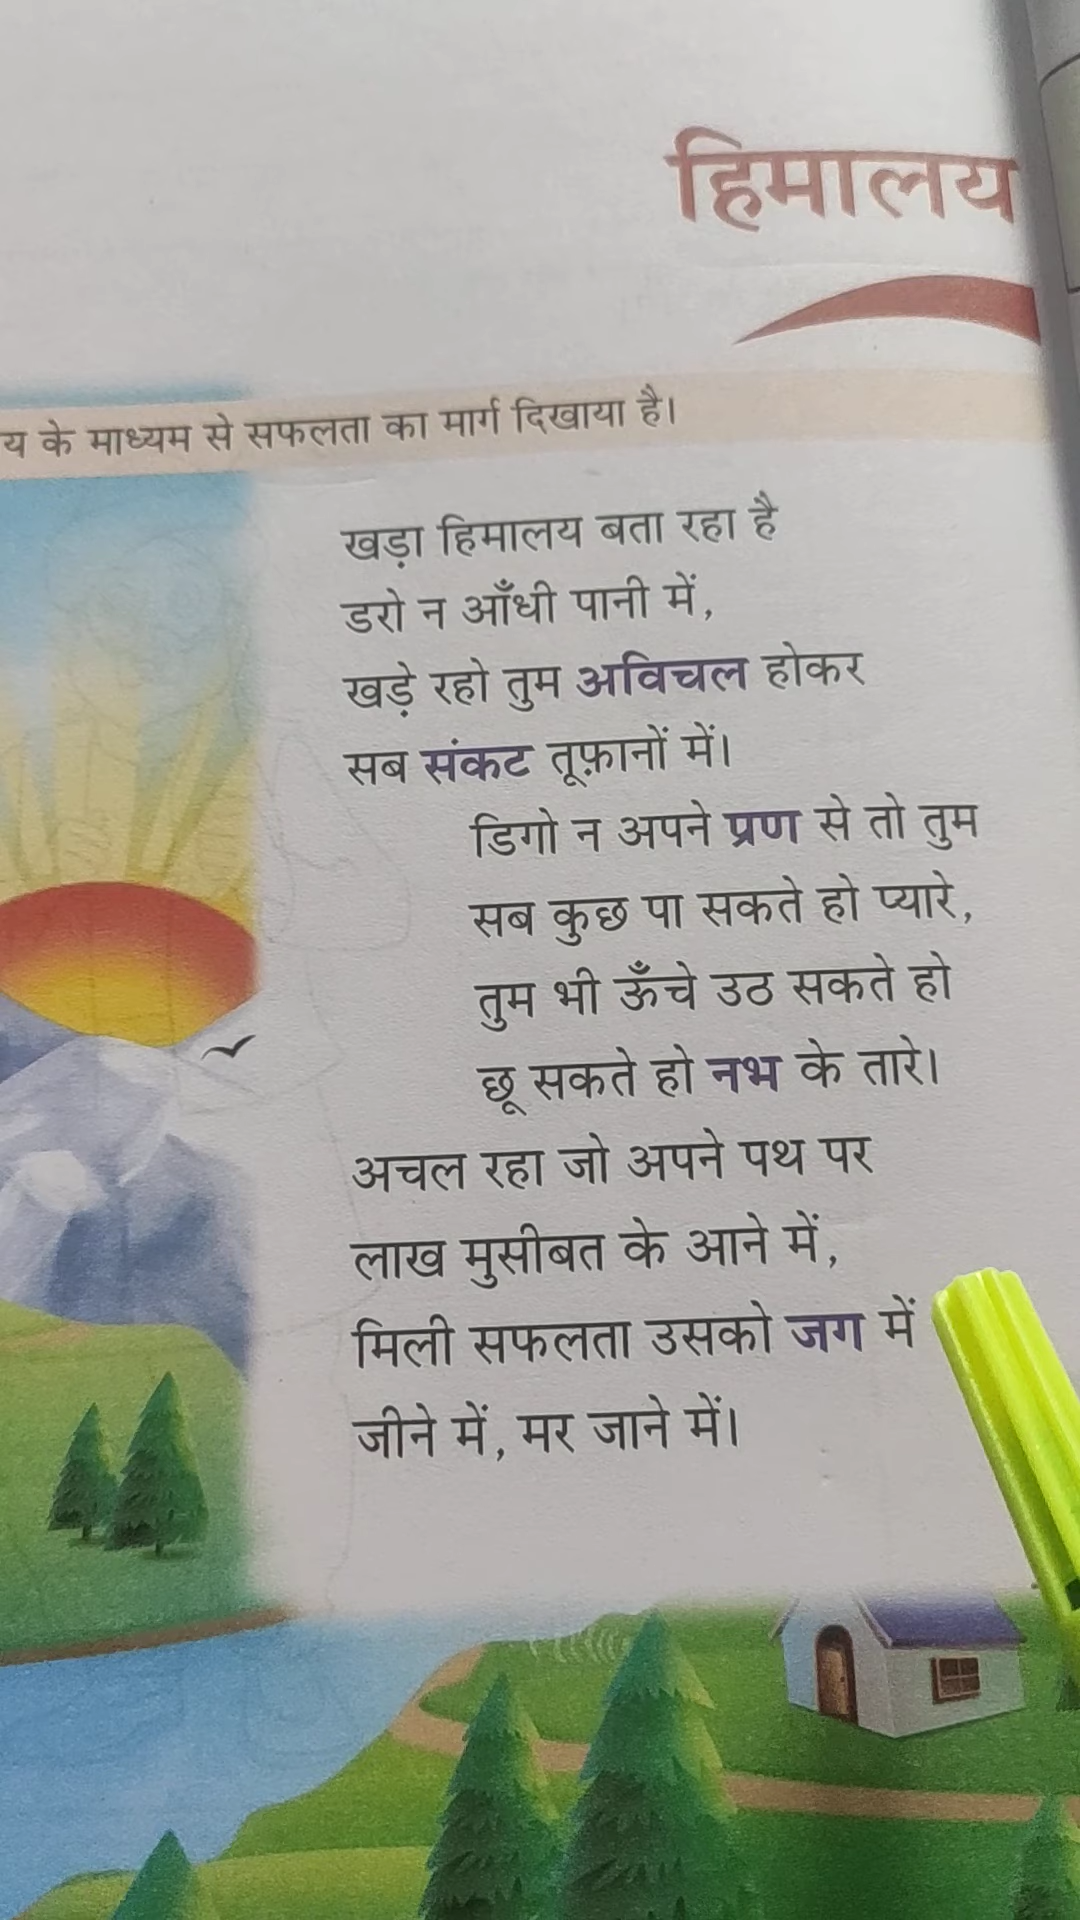 हिमालय
य के माध्यम से सफलता का मार्ग दिखाया है।
खड़ा हिमालय बता रहा है
डरो न आँधी पानी में,
खड़े रहो तुम अविचल होकर
सब संकट तूफ़ानों में।
डिगो न अपने प्रण से तो तुम
सब कुछ पा सकते हो प्यारे,
तुम भी ऊँचे उठ सकते हो
छू सकते हो नभ के तारे।
अचल रहा जो अपने पथ पर
लाख मुसीबत के आने में,
मिली सफलता उसको जग में
जीने में, मर जाने में।